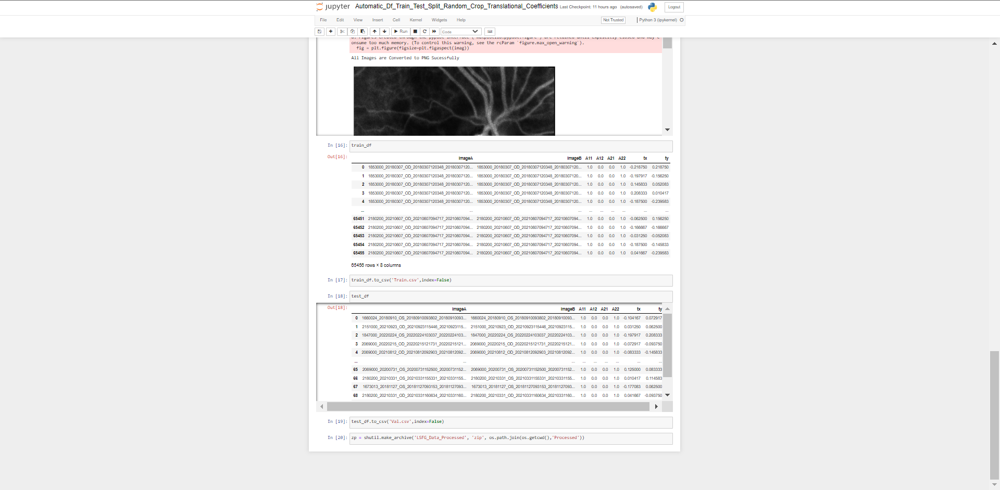 jupyter Automatic_Df_Train_Test_Split_Random_Crop_Translational_Coefficients Last Checkpoint: 11 hours ago (autosaved) Logout
File Edit View Insert Cell Kernel Widgets Help Not Trusted Python 3 (ipykernel)
Run Code
onsume too much memory. (To control this warning, see the rcParam `figure.max_open_warning`).
fig = plt.figure(figsize=plt.figaspect(imag))
All Images are Converted to PNG Sucessfully
In [16]: train_df
Out[16]: ImageA ImageB A11 A12 A21 A22 tx ty
0 1853000_20180307_OD_20180307120348_20180307120... 1853000_20180307_OD_20180307120348_20180307120... 1.0 0.0 0.0 1.0 -0.218750 0.218750
1 1853000_20180307_OD_20180307120348_20180307120... 1853000_20180307_OD_20180307120348_20180307120... 1.0 0.0 0.0 1.0 -0.197917 -0.156250
2 1853000_20180307_OD_20180307120348_20180307120... 1853000_20180307_OD_20180307120348_20180307120... 1.0 0.0 0.0 1.0 0.145833 0.052083
3 1853000_20180307_OD_20180307120348_20180307120... 1853000_20180307_OD_20180307120348_20180307120... 1.0 0.0 0.0 1.0 0.208333 0.010417
4 1853000_20180307_OD_20180307120348_20180307120... 1853000_20180307_OD_20180307120348_20180307120... 1.0 0.0 0.0 1.0 -0.187500 -0.239583
... ... ... ... ... ... ... ... ...
65451 2180200_20210607_OD_20210607094717_20210607094... 2180200_20210607_OD_20210607094717_20210607094... 1.0 0.0 0.0 1.0 -0.062500 0.156250
65452 2180200_20210607_OD_20210607094717_20210607094... 2180200_20210607_OD_20210607094717_20210607094... 1.0 0.0 0.0 1.0 -0.166667 -0.166667
65453 2180200_20210607_OD_20210607094717_20210607094... 2180200_20210607_OD_20210607094717_20210607094... 1.0 0.0 0.0 1.0 -0.031250 -0.052083
65454 2180200_20210607_OD_20210607094717_20210607094... 2180200_20210607_OD_20210607094717_20210607094... 1.0 0.0 0.0 1.0 -0.187500 -0.145833
65455 2180200_20210607_OD_20210607094717_20210607094... 2180200_20210607_OD_20210607094717_20210607094... 1.0 0.0 0.0 1.0 0.041667 -0.239583
65456 rows × 8 columns
In [17]: train_df.to_csv('Train.csv',index=False)
In [18]: test_df
Out[18]: ImageA ImageB A11 A12 A21 A22 tx ty
0 1660024_20180910_OS_20180910093802_20180910093... 1660024_20180910_OS_20180910093802_20180910093... 1.0 0.0 0.0 1.0 -0.104167 0.072917
1 2151000_20210923_OD_20210923115446_20210923115... 2151000_20210923_OD_20210923115446_20210923115... 1.0 0.0 0.0 1.0 0.031250 0.062500
2 1847000_20220224_OS_20220224103037_20220224103... 1847000_20220224_OS_20220224103037_20220224103... 1.0 0.0 0.0 1.0 -0.197917 0.208333
3 2069000_20220215_OD_20220215121731_20220215121... 2069000_20220215_OD_20220215121731_20220215121... 1.0 0.0 0.0 1.0 -0.072917 -0.093750
4 2069000_20210812_OD_20210812092903_20210812092... 2069000_20210812_OD_20210812092903_20210812092... 1.0 0.0 0.0 1.0 -0.083333 -0.145833
... ... ... ... ... ... ... ... ...
65 2069000_20200731_OS_20200731152500_20200731152... 2069000_20200731_OS_20200731152500_20200731152... 1.0 0.0 0.0 1.0 0.125000 0.083333
66 2180200_20210331_OD_20210331155331_20210331155... 2180200_20210331_OD_20210331155331_20210331155... 1.0 0.0 0.0 1.0 0.010417 0.114583
67 1673013_20181127_OS_20181127093153_20181127093... 1673013_20181127_OS_20181127093153_20181127093... 1.0 0.0 0.0 1.0 -0.177083 0.062500
68 2180200_20210331_OD_20210331160634_20210331160... 2180200_20210331_OD_20210331160634_20210331160... 1.0 0.0 0.0 1.0 0.041667 -0.093750
In [19]: test_df.to_csv('Val.csv',index=False)
In [20]: zp = shutil.make_archive('LSFG_Data_Processed', 'zip', os.path.join(os.getcwd(),'Processed'))